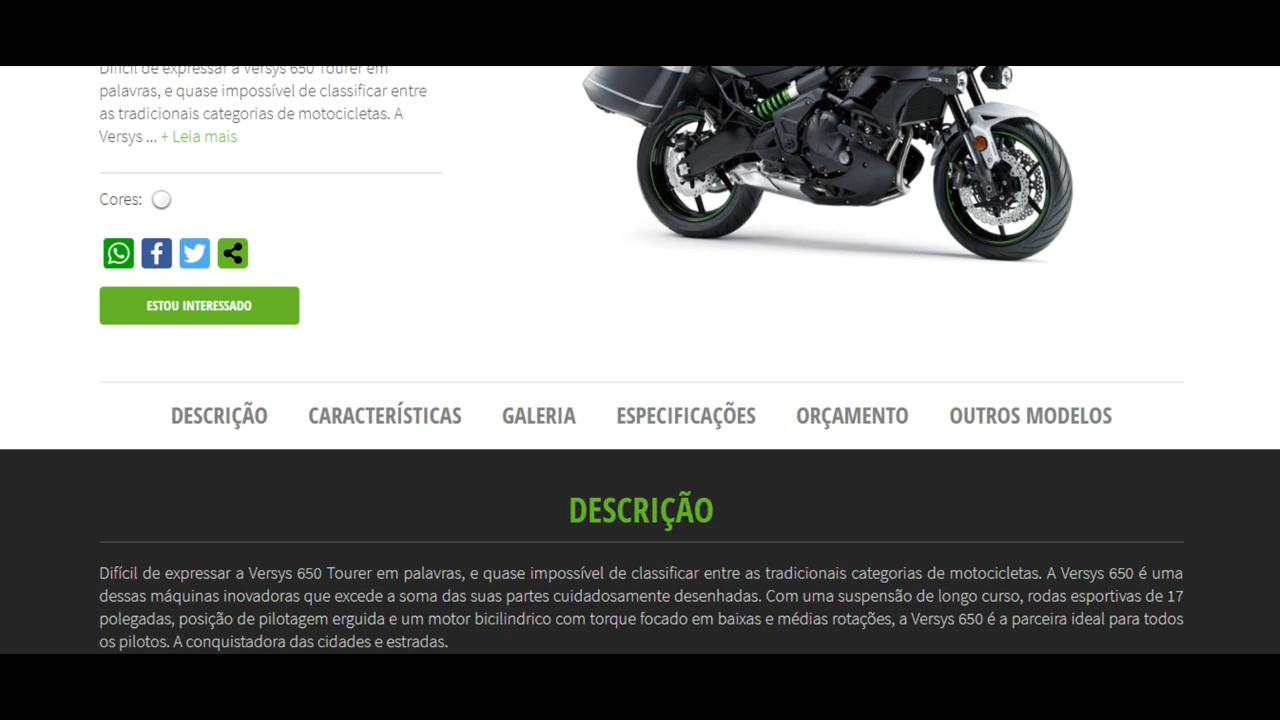 Difícil de expressar a Versys 650 Tourer em
palavras, e quase impossível de classificar entre
as tradicionais categorias de motocicletas. A
Versys ... + Leia mais
Cores:
ESTOU INTERESSADO
DESCRIÇÃO CARACTERÍSTICAS GALERIA ESPECIFICAÇÕES ORÇAMENTO OUTROS MODELOS
DESCRIÇÃO
Difícil de expressar a Versys 650 Tourer em palavras, e quase impossível de classificar entre as tradicionais categorias de motocicletas. A Versys 650 é uma
dessas máquinas inovadoras que excede a soma das suas partes cuidadosamente desenhadas. Com uma suspensão de longo curso, rodas esportivas de 17
polegadas, posição de pilotagem erguida e um motor bicilindrico com torque focado em baixas e médias rotações, a Versys 650 é a parceira ideal para todos
os pilotos. A conquistadora das cidades e estradas.